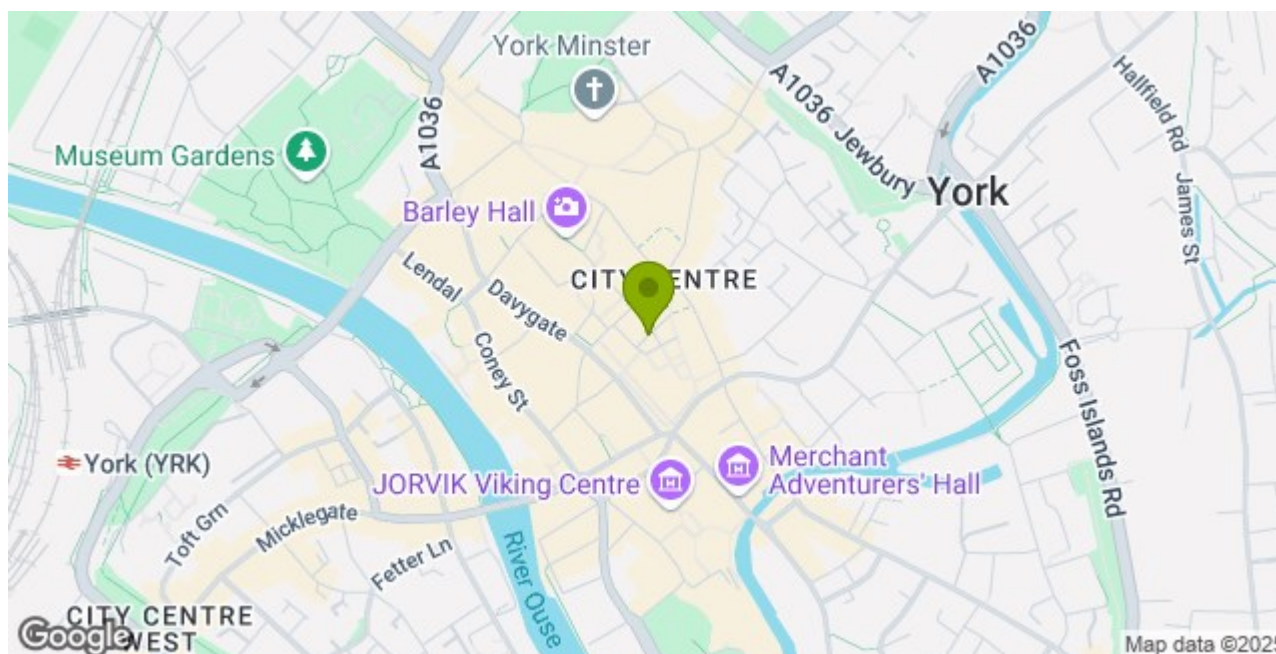 York Minster
A1036
A1036
A1036 Jewbury
Hallfield Rd
James St
Museum Gardens
York
Barley Hall
Lendal
Davygate
CITY CENTRE
Coney St
Foss Islands Rd
York (YRK)
JORVIK Viking Centre
Merchant
Adventurers' Hall
Toft Grn
Micklegate
Fetter Ln
River Ouse
CITY CENTRE
WEST
Google
Map data ©2025